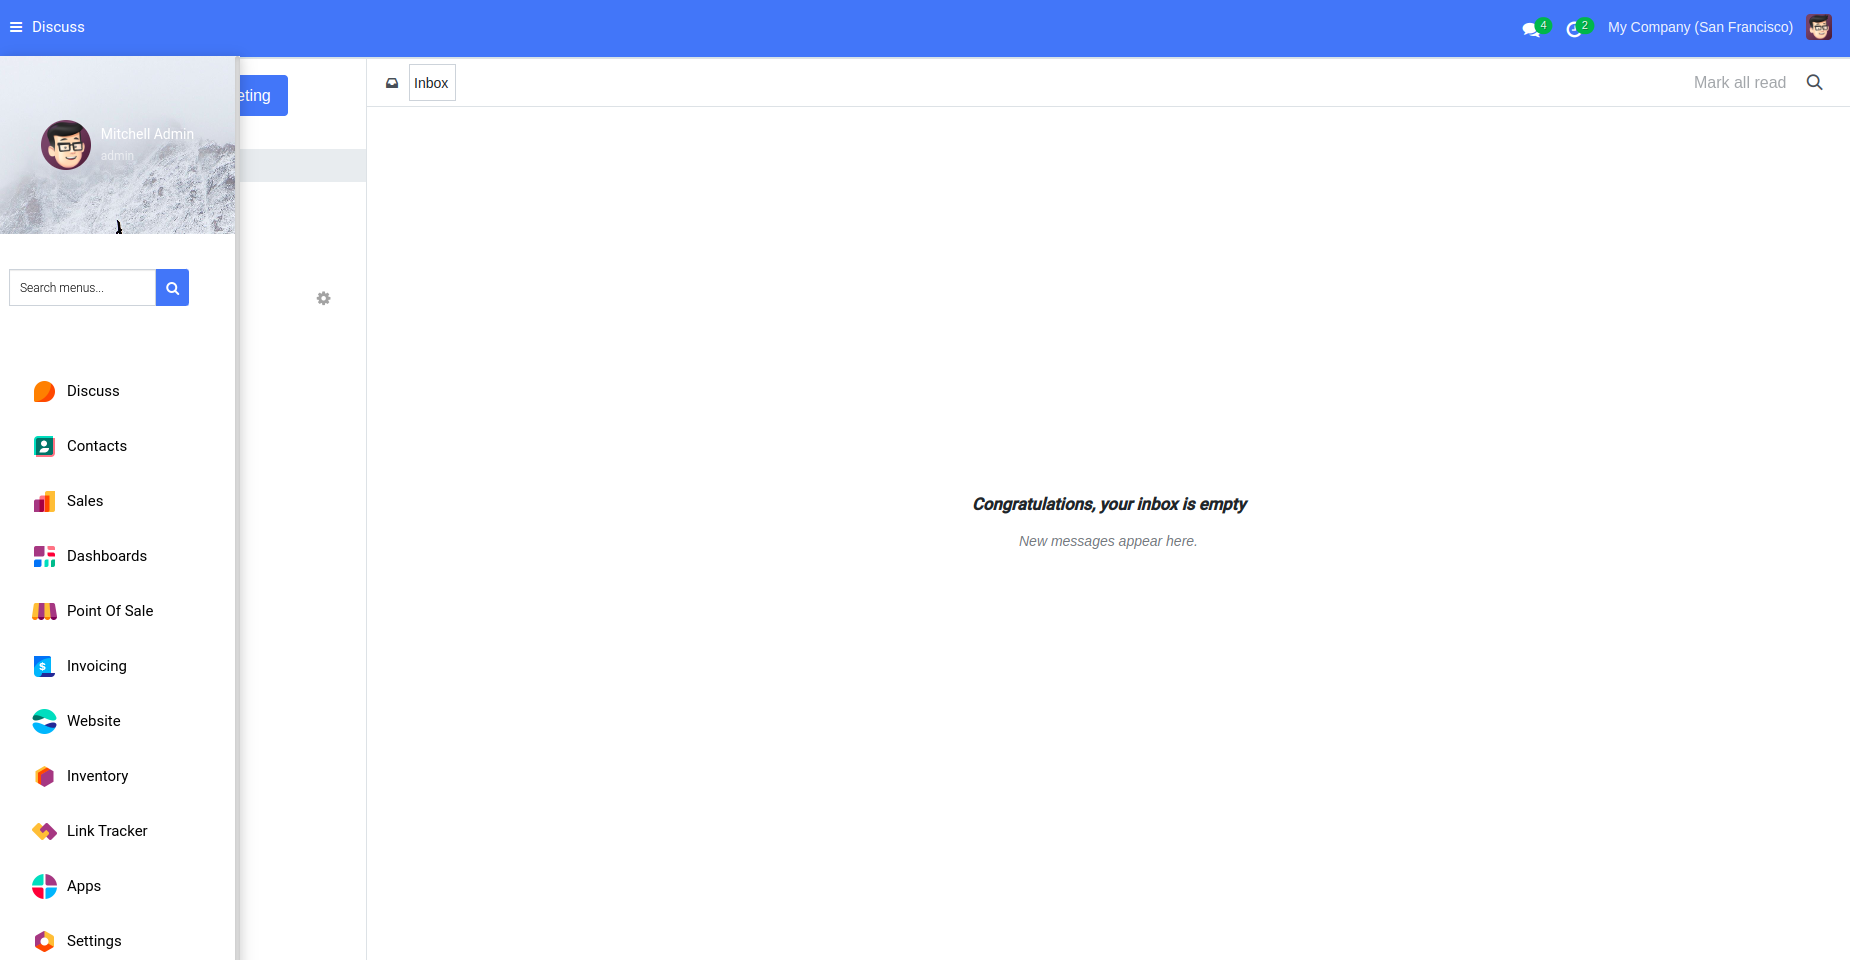 Discuss
4
2
My Company (San Francisco)
Mitchell Admin
admin
eting
Inbox
Mark all read
Search menus...
Discuss
Contacts
Sales
Dashboards
Point Of Sale
Invoicing
Website
Inventory
Link Tracker
Apps
Settings
Congratulations, your inbox is empty
New messages appear here.